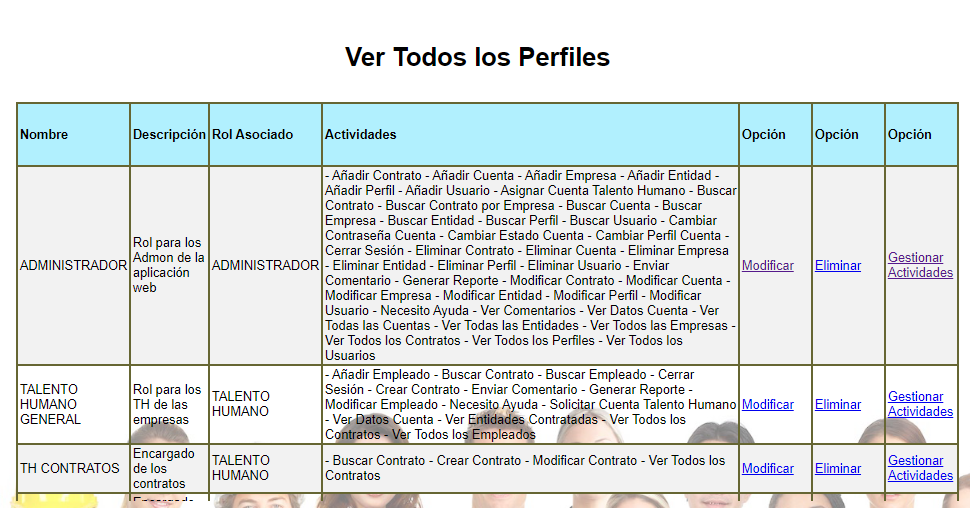 Ver Todos los Perfiles
Nombre Descripción Rol Asociado Actividades Opción Opción Opción
ADMINISTRADOR
Rol para los
Admon de la
aplicación
web
ADMINISTRADOR
- Añadir Contrato - Añadir Cuenta - Añadir Empresa - Añadir Entidad -
Añadir Perfil - Añadir Usuario - Asignar Cuenta Talento Humano - Buscar
Contrato - Buscar Contrato por Empresa - Buscar Cuenta - Buscar
Empresa - Buscar Entidad - Buscar Perfil - Buscar Usuario - Cambiar
Contraseña Cuenta - Cambiar Estado Cuenta - Cambiar Perfil Cuenta -
Cerrar Sesión - Eliminar Contrato - Eliminar Cuenta - Eliminar Empresa
- Eliminar Entidad - Eliminar Perfil - Eliminar Usuario - Enviar
Comentario - Generar Reporte - Modificar Contrato - Modificar Cuenta -
Modificar Empresa - Modificar Entidad - Modificar Perfil - Modificar
Usuario - Necesito Ayuda - Ver Comentarios - Ver Datos Cuenta - Ver
Todas las Cuentas - Ver Todas las Entidades - Ver Todos los Empresas -
Ver Todos los Contratos - Ver Todos los Perfiles - Ver Todos los
Usuarios
Modificar
Eliminar
Gestionar
Actividades
TALENTO
HUMANO
GENERAL
Rol para los
TH de las
empresas
TALENTO
HUMANO
- Añadir Empleado - Buscar Contrato - Buscar Empleado - Cerrar
Sesión - Crear Contrato - Enviar Comentario - Generar Reporte -
Modificar Empleado - Necesito Ayuda - Solicitar Cuenta Talento Humano
- Ver Datos Cuenta - Ver Entidades Contratadas - Ver Todos los
Contratos - Ver Todos los Empleados
Modificar
Eliminar
Gestionar
Actividades
TH CONTRATOS
Encargado
de los
contratos
TALENTO
HUMANO
- Buscar Contrato - Crear Contrato - Modificar Contrato - Ver Todos los
Contratos
Modificar
Eliminar
Gestionar
Actividades